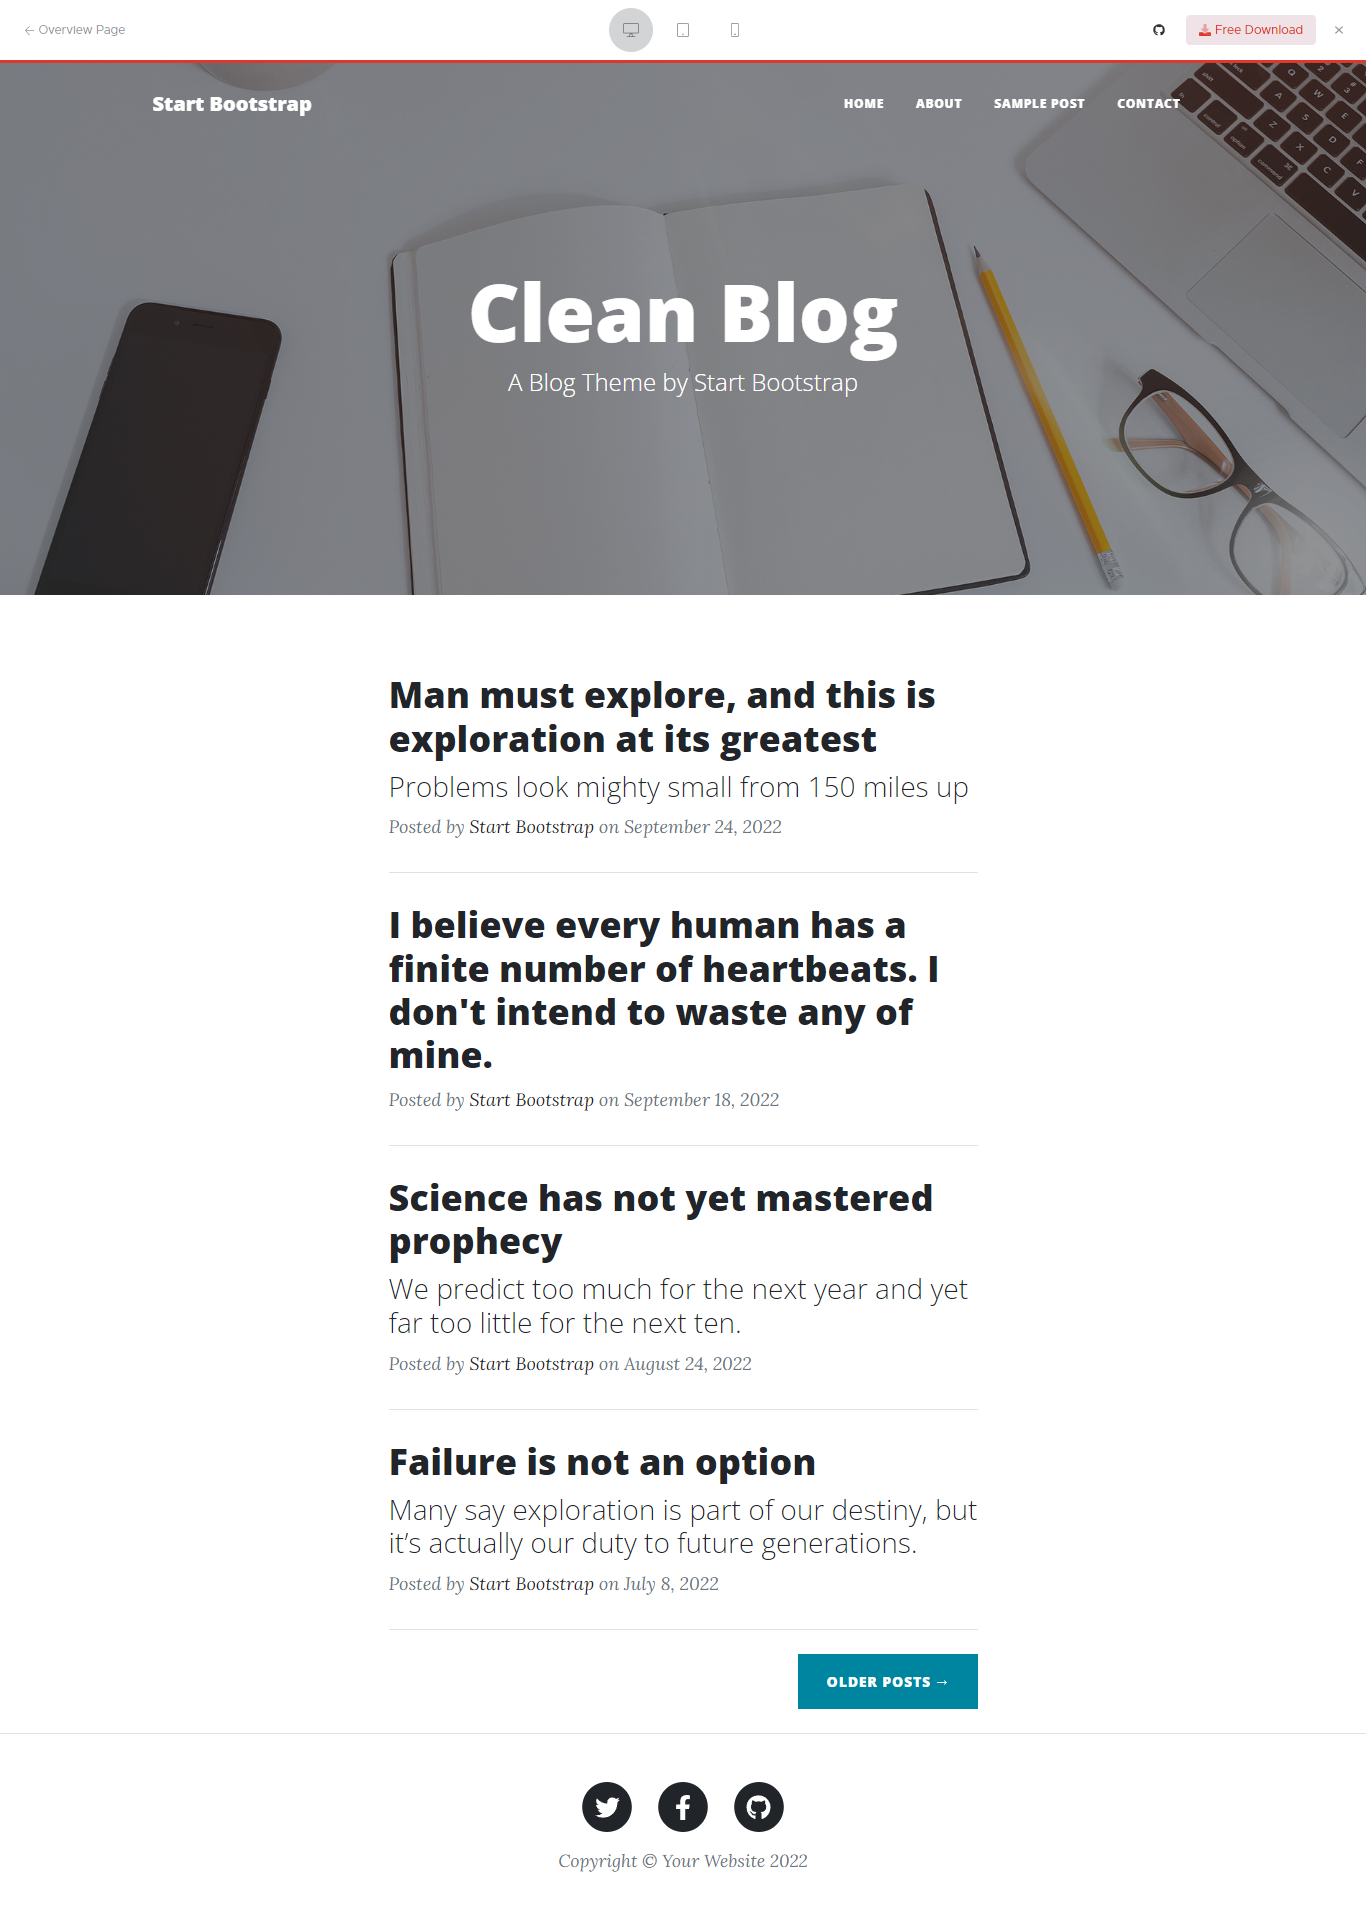 Overview Page
Free Download
Start Bootstrap
HOME ABOUT SAMPLE POST CONTACT
Clean Blog
A Blog Theme by Start Bootstrap
Man must explore, and this is
exploration at its greatest
Problems look mighty small from 150 miles up
Posted by Start Bootstrap on September 24, 2022
I believe every human has a
finite number of heartbeats. I
don't intend to waste any of
mine.
Posted by Start Bootstrap on September 18, 2022
Science has not yet mastered
prophecy
We predict too much for the next year and yet
far too little for the next ten.
Posted by Start Bootstrap on August 24, 2022
Failure is not an option
Many say exploration is part of our destiny, but
it’s actually our duty to future generations.
Posted by Start Bootstrap on July 8, 2022
OLDER POSTS →
Copyright © Your Website 2022